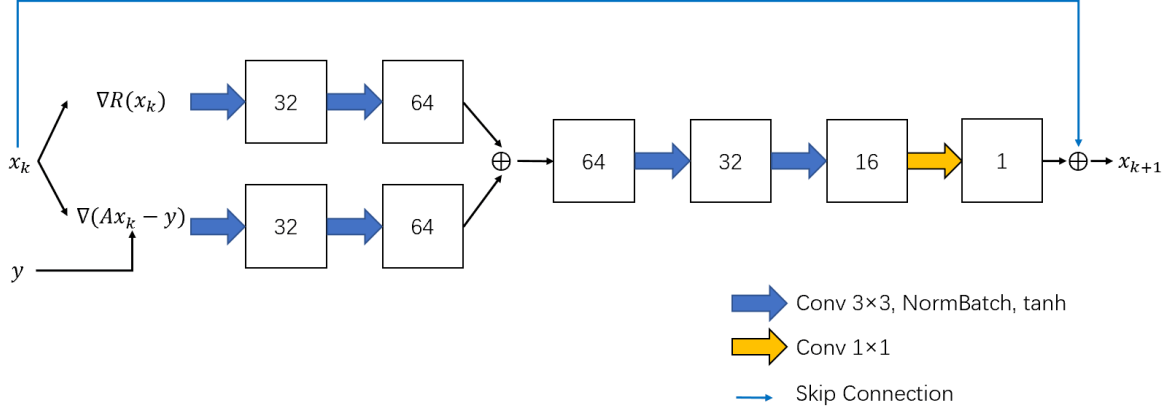 ∇R(x_k)
32
64
x_k
⊕
64
32
16
1
⊕
x_{k+1}
∇(Ax_k − y)
32
64
y
Conv 3×3, NormBatch, tanh
Conv 1×1
Skip Connection